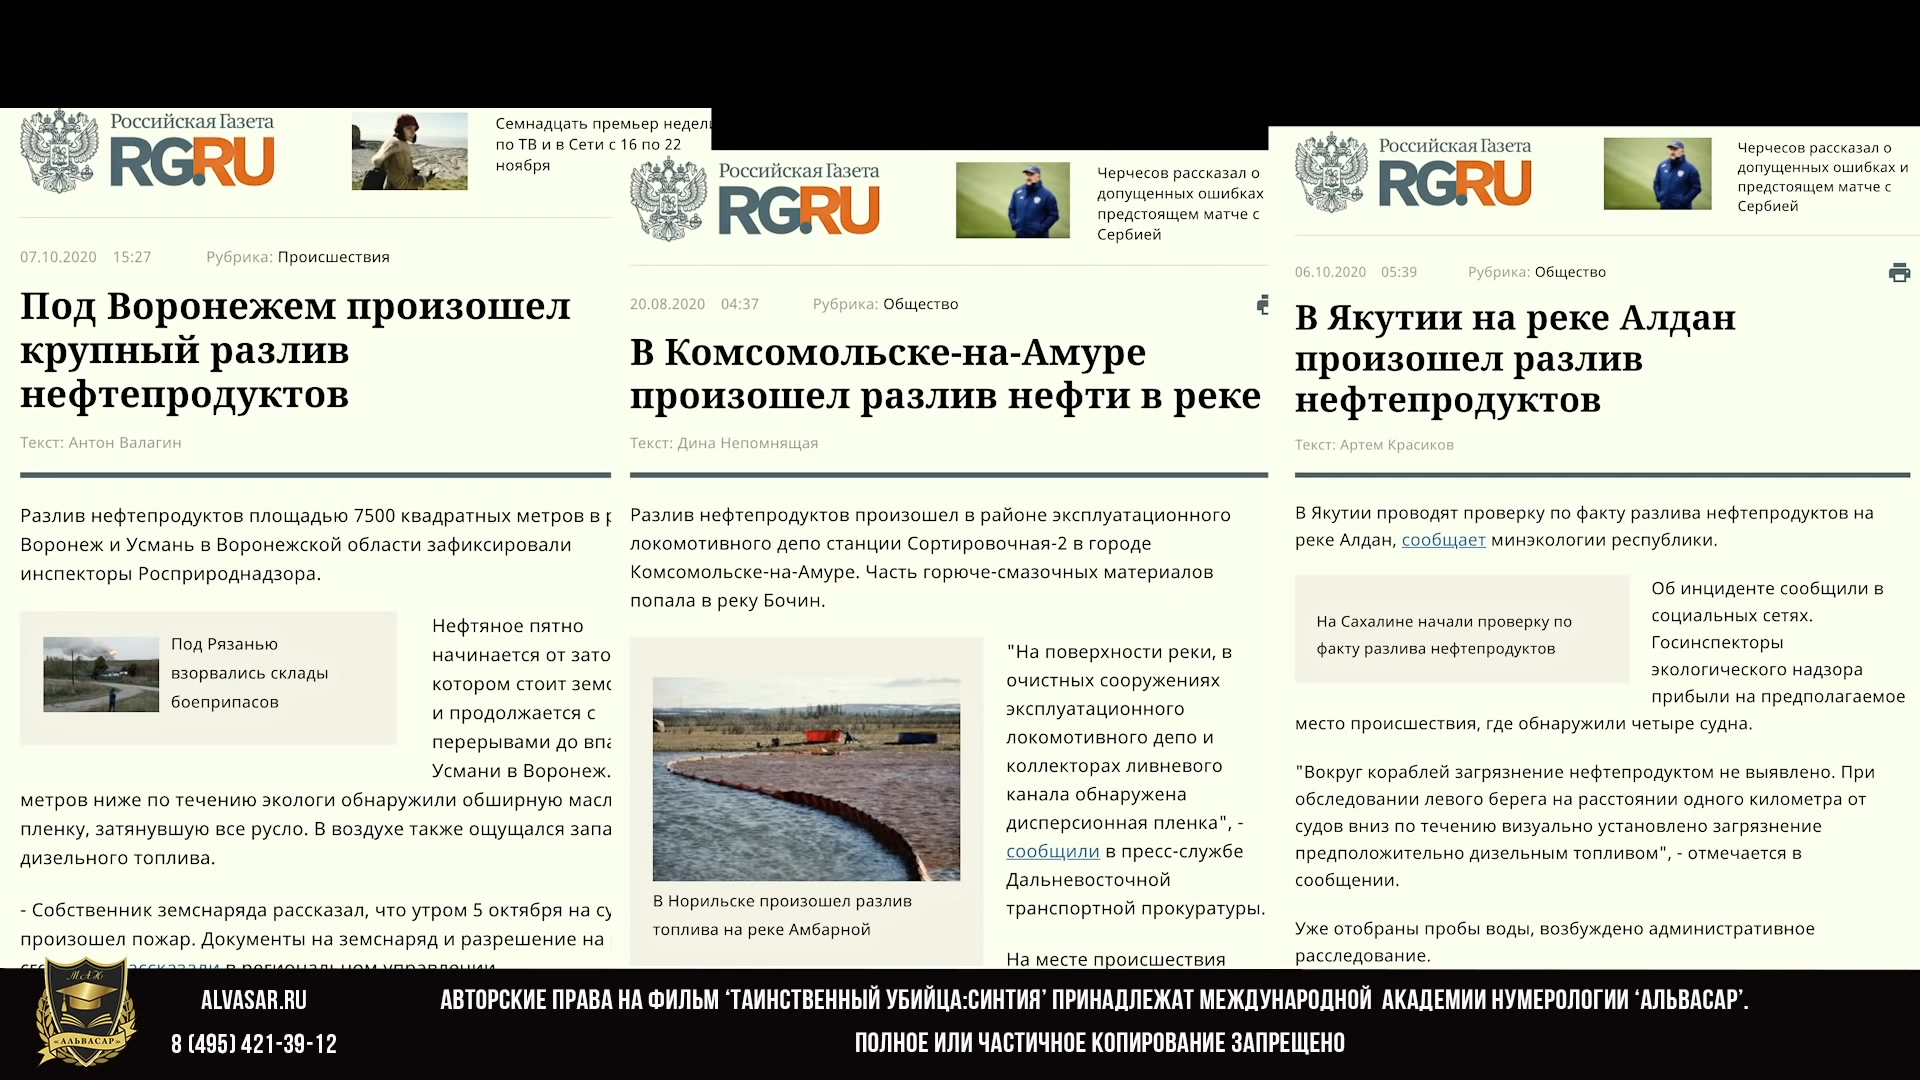 Российская Газета
RG.RU
Семнадцать премьер недели
по ТВ и в Сети с 16 по 22
ноября
07.10.2020 15:27 Рубрика: Происшествия
Под Воронежем произошел
крупный разлив
нефтепродуктов
Текст: Антон Валагин
Разлив нефтепродуктов площадью 7500 квадратных метров в
Воронеж и Усмань в Воронежской области зафиксировали
инспекторы Росприроднадзора.
Под Рязанью
взорвались склады
боеприпасов
Нефтяное пятно
начинается от
котором стоит
и продолжается с
перерывами до
Усмани в Воронеж.
метров ниже по течению экологи обнаружили обширную
пленку, затянувшую все русло. В воздухе также ощущался
дизельного топлива.
- Собственник земснаряда рассказал, что утром 5 октября на
произошел пожар. Документы на земснаряд и разрешение на
в региональном управлении
Российская Газета
RG.RU
Черчесов рассказал о
допущенных ошибках
предстоящем матче с
Сербией
20.08.2020 04:37 Рубрика: Общество
В Комсомольске-на-Амуре
произошел разлив нефти в реке
Текст: Дина Непомнящая
Разлив нефтепродуктов произошел в районе эксплуатационного
локомотивного депо станции Сортировочная-2 в городе
Комсомольске-на-Амуре. Часть горюче-смазочных материалов
попала в реку Бочин.
В Норильске произошел разлив
топлива на реке Амбарной
"На поверхности реки, в
очистных сооружениях
эксплуатационного
локомотивного депо и
коллекторах ливневого
канала обнаружена
дисперсионная пленка", -
сообщили в пресс-службе
Дальневосточной
транспортной прокуратуры.
На месте происшествия
Российская Газета
RG.RU
Черчесов рассказал о
допущенных ошибках и
предстоящем матче с
Сербией
06.10.2020 05:39 Рубрика: Общество
В Якутии на реке Алдан
произошел разлив
нефтепродуктов
Текст: Артем Красиков
В Якутии проводят проверку по факту разлива нефтепродуктов на
реке Алдан, сообщает минэкологии республики.
На Сахалине начали проверку по
факту разлива нефтепродуктов
Об инциденте сообщили в
социальных сетях.
Госинспекторы
экологического надзора
прибыли на предполагаемое
место происшествия, где обнаружили четыре судна.
"Вокруг кораблей загрязнение нефтепродуктом не выявлено. При
обследовании левого берега на расстоянии одного километра от
судов вниз по течению визуально установлено загрязнение
предположительно дизельным топливом", - отмечается в
сообщении.
Уже отобраны пробы воды, возбуждено административное
расследование.
МАН
«АЛЬВАСАР»
ALVASAR.RU
8 (495) 421-39-12
АВТОРСКИЕ ПРАВА НА ФИЛЬМ ‘ТАИНСТВЕННЫЙ УБИЙЦА:СИНТИЯ’ ПРИНАДЛЕЖАТ МЕЖДУНАРОДНОЙ АКАДЕМИИ НУМЕРОЛОГИИ ‘АЛЬВАСАР’.
ПОЛНОЕ ИЛИ ЧАСТИЧНОЕ КОПИРОВАНИЕ ЗАПРЕЩЕНО